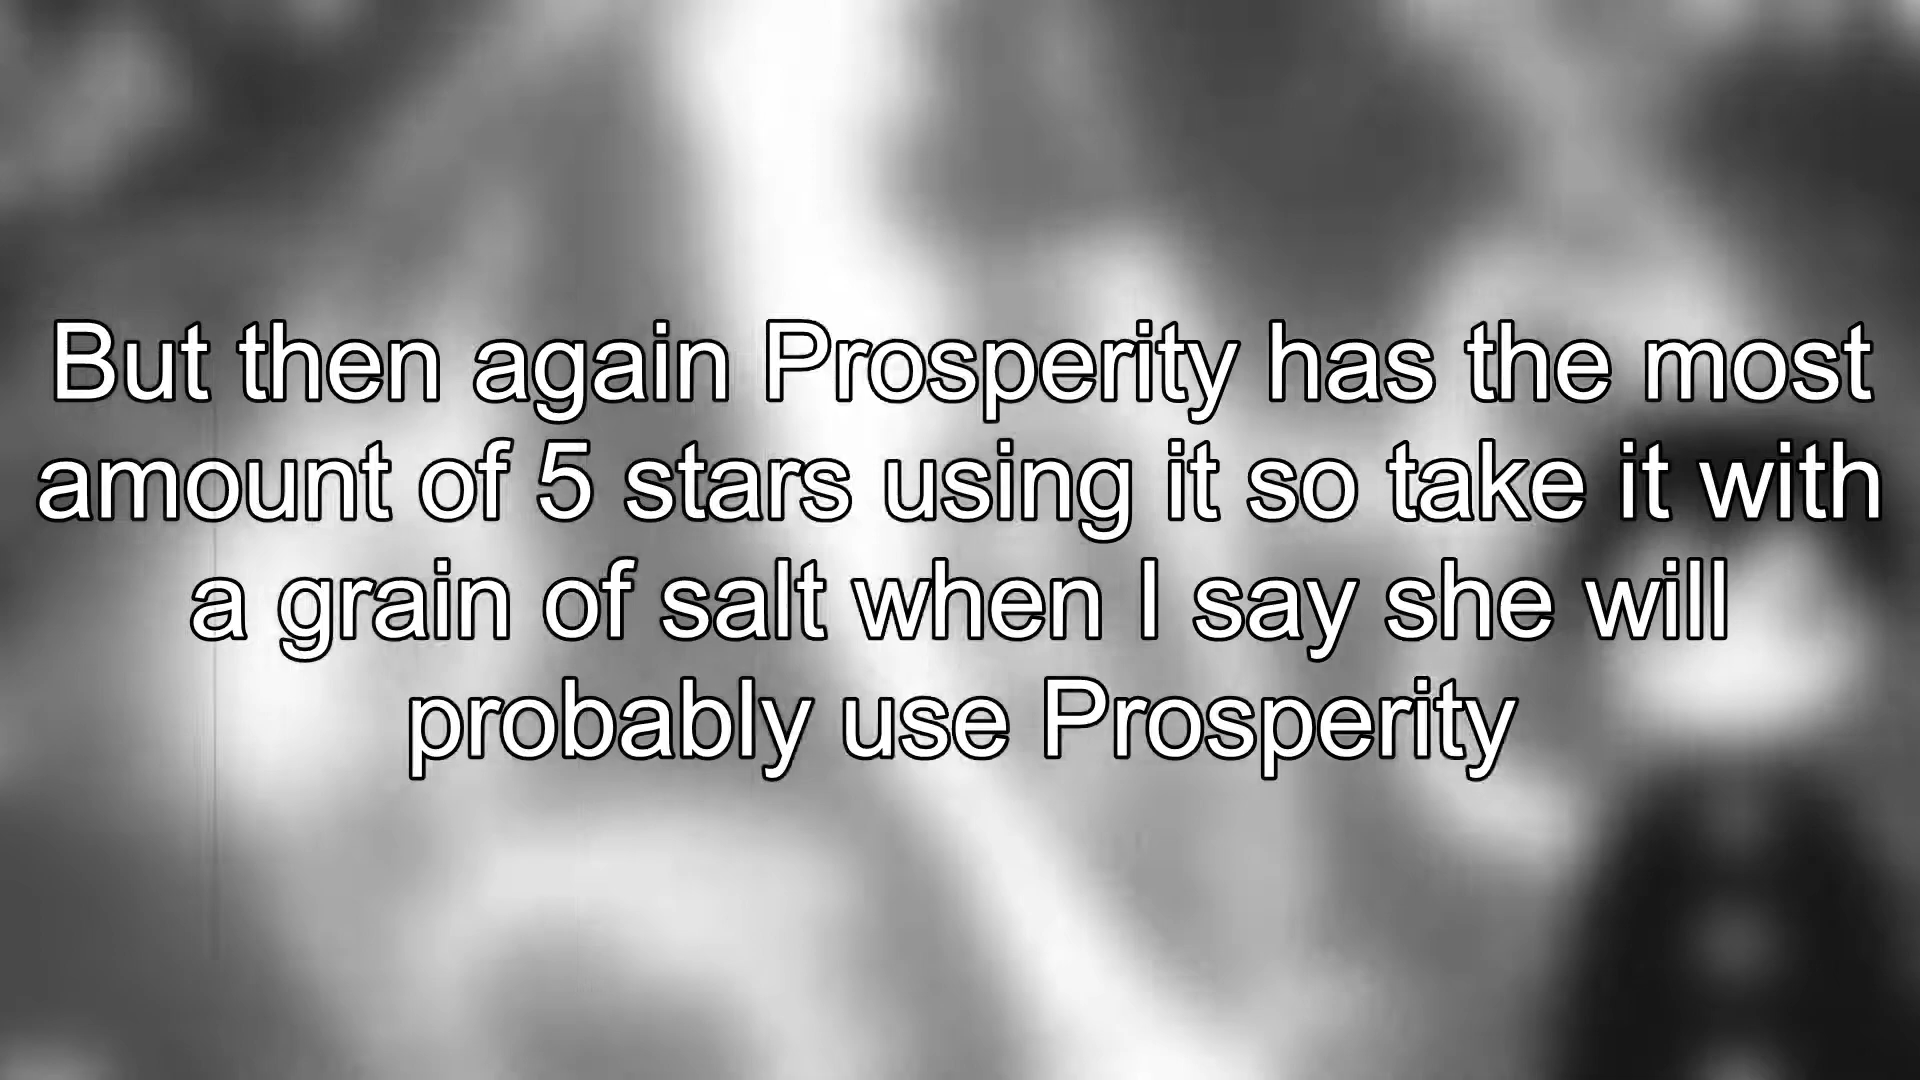 But then again Prosperity has the most
amount of 5 stars using it so take it with
a grain of salt when I say she will
probably use Prosperity